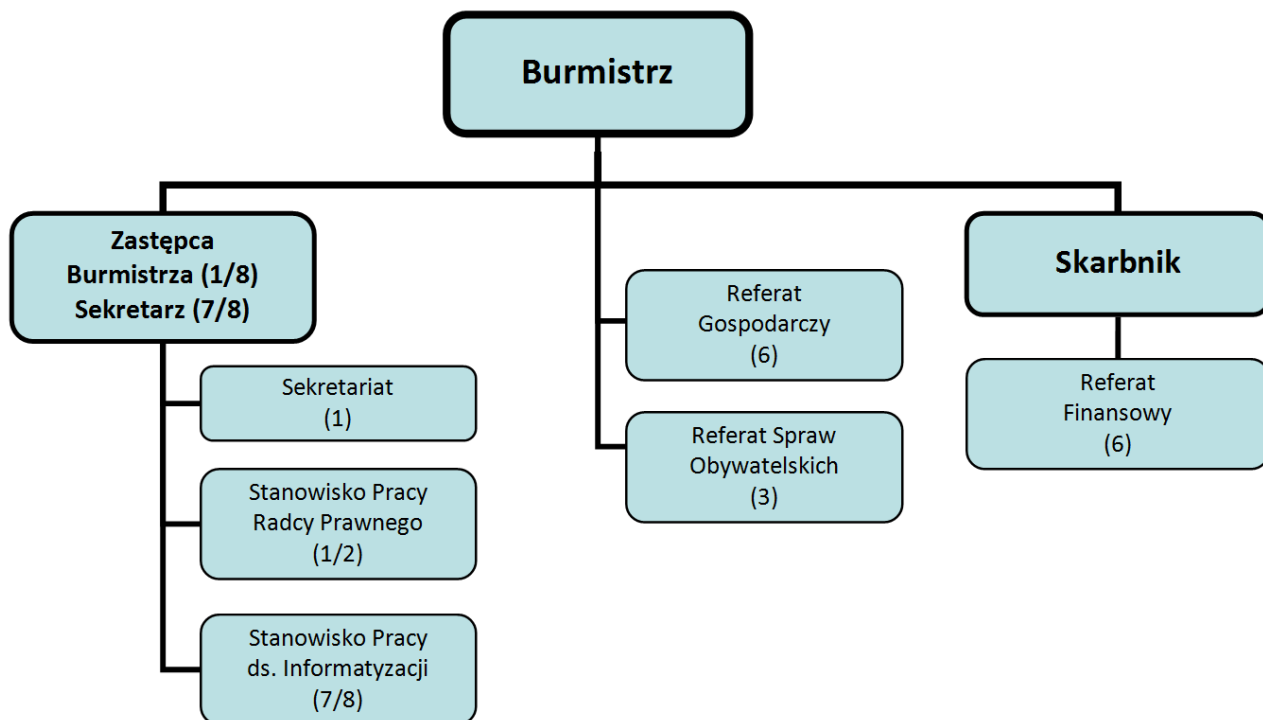 Burmistrz
Zastępca
Burmistrza (1/8)
Sekretarz (7/8)
Sekretariat
(1)
Stanowisko Pracy
Radcy Prawnego
(1/2)
Stanowisko Pracy
ds. Informatyzacji
(7/8)
Referat
Gospodarczy
(6)
Referat Spraw
Obywatelskich
(3)
Skarbnik
Referat
Finansowy
(6)